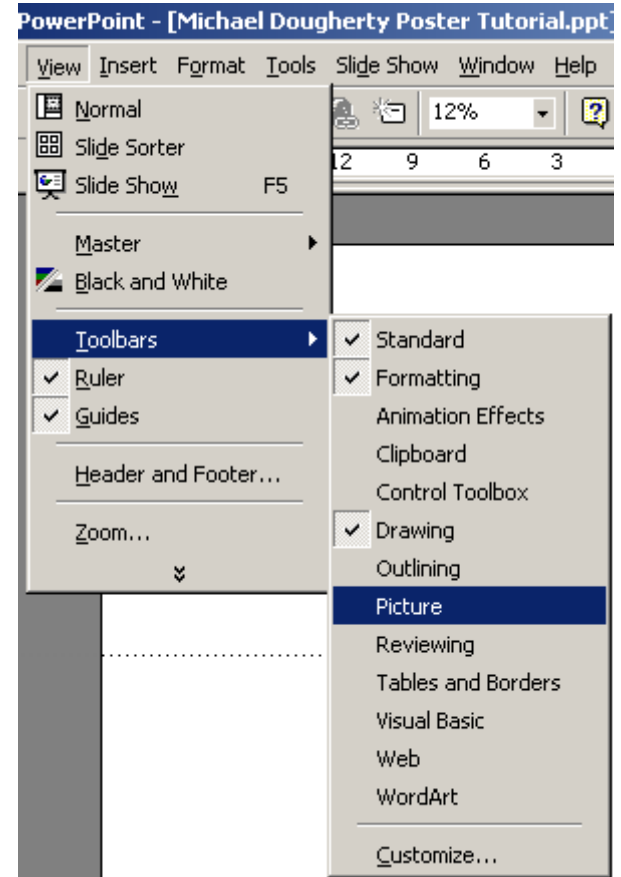 PowerPoint - [Michael Dougherty Poster Tutorial.ppt]
View Insert Format Tools Slide Show Window Help
Normal
12%
Slide Sorter
12 9 6 3
Slide Show F5
Master
Black and White
Toolbars
Standard
Ruler
Formatting
Guides
Animation Effects
Clipboard
Header and Footer...
Control Toolbox
Zoom...
Drawing
Outlining
Picture
Reviewing
Tables and Borders
Visual Basic
Web
WordArt
Customize...